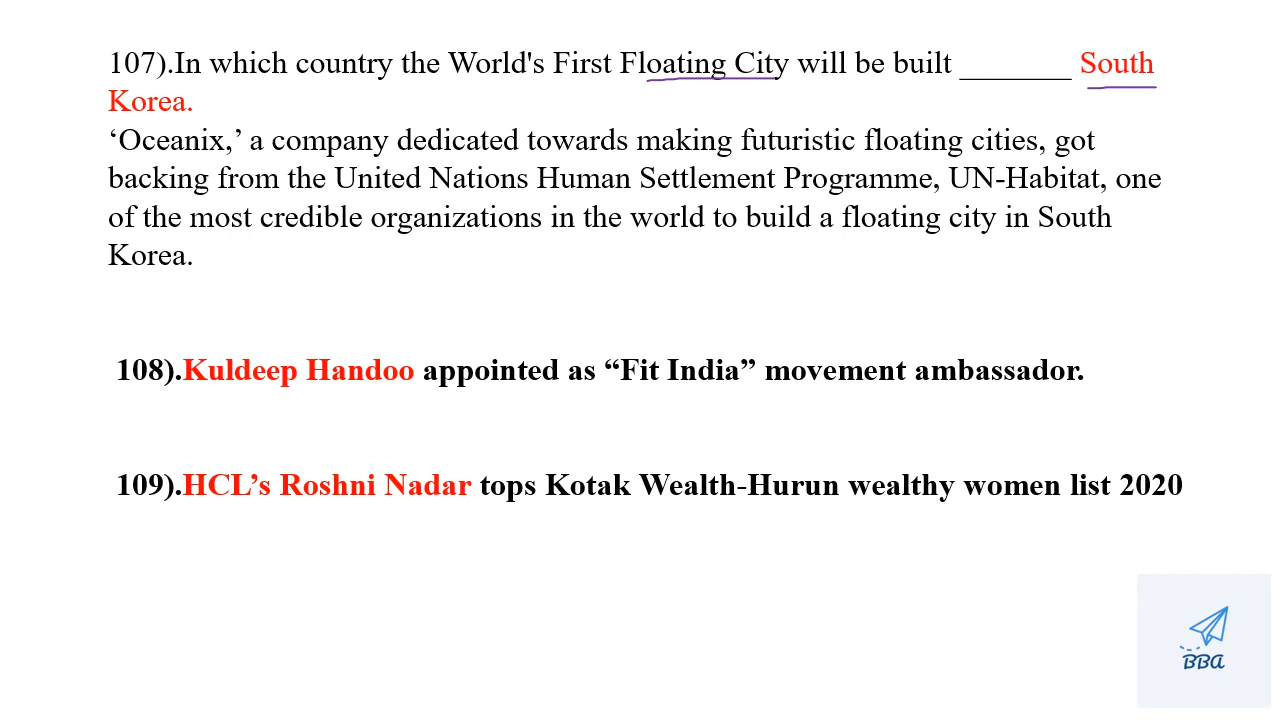 107).In which country the World's First Floating City will be built _______ South
Korea.
‘Oceanix,’ a company dedicated towards making futuristic floating cities, got
backing from the United Nations Human Settlement Programme, UN-Habitat, one
of the most credible organizations in the world to build a floating city in South
Korea.
108).Kuldeep Handoo appointed as “Fit India” movement ambassador.
109).HCL’s Roshni Nadar tops Kotak Wealth-Hurun wealthy women list 2020
BBA